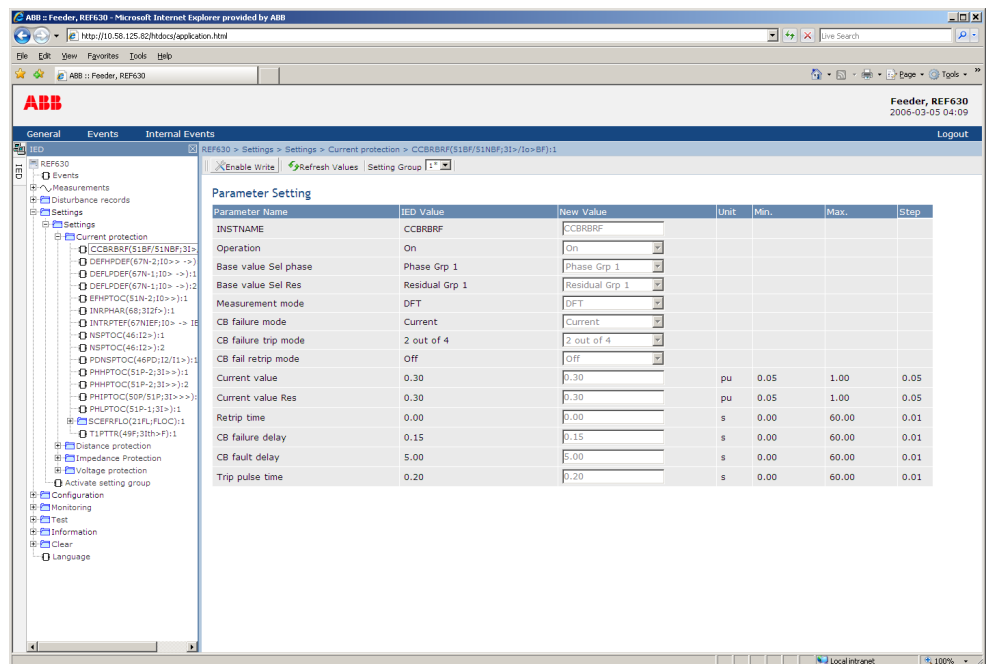 ABB :: Feeder, REF630 - Microsoft Internet Explorer provided by ABB
http://10.58.125.82/htdocs/application.html
Live Search
File Edit View Favorites Tools Help
ABB :: Feeder, REF630
Page Tools
ABB
Feeder, REF630
2006-03-05 04:09
General Events Internal Events Logout
IED
REF630 > Settings > Settings > Current protection > CCBRBRF(51BF/51NBF;3I>/Io>BF):1
IED
Enable Write Refresh Values Setting Group 1*
REF630
Events
Measurements
Disturbance records
Settings
Settings
Current protection
CCBRBRF(51BF/51NBF;3I>
DEFHPDEF(67N-2;I0>> ->)
DEFLPDEF(67N-1;I0> ->):1
DEFLPDEF(67N-1;I0> ->):2
EFHPTOC(51N-2;I0>>):1
INRPHAR(68;3I2f>):1
INTRPTEF(67NIEF;I0> -> IE
NSPTOC(46:I2>):1
NSPTOC(46:I2>):2
PDNSPTOC(46PD;I2/I1>):1
PHHPTOC(51P-2;3I>>):1
PHHPTOC(51P-2;3I>>):2
PHIPTOC(50P/51P;3I>>>):
PHLPTOC(51P-1;3I>):1
SCEFRFLO(21FL;FLOC):1
T1PTTR(49F;3Ith>F):1
Distance protection
Impedance Protection
Voltage protection
Activate setting group
Configuration
Monitoring
Test
Information
Clear
Language
Parameter Setting
Parameter Name IED Value New Value Unit Min. Max. Step
INSTNAME CCBRBRF CCBRBRF
Operation On On
Base value Sel phase Phase Grp 1 Phase Grp 1
Base value Sel Res Residual Grp 1 Residual Grp 1
Measurement mode DFT DFT
CB failure mode Current Current
CB failure trip mode 2 out of 4 2 out of 4
CB fail retrip mode Off Off
Current value 0.30 0.30 pu 0.05 1.00 0.05
Current value Res 0.30 0.30 pu 0.05 1.00 0.05
Retrip time 0.00 0.00 s 0.00 60.00 0.01
CB failure delay 0.15 0.15 s 0.00 60.00 0.01
CB fault delay 5.00 5.00 s 0.00 60.00 0.01
Trip pulse time 0.20 0.20 s 0.00 60.00 0.01
Local intranet 100%